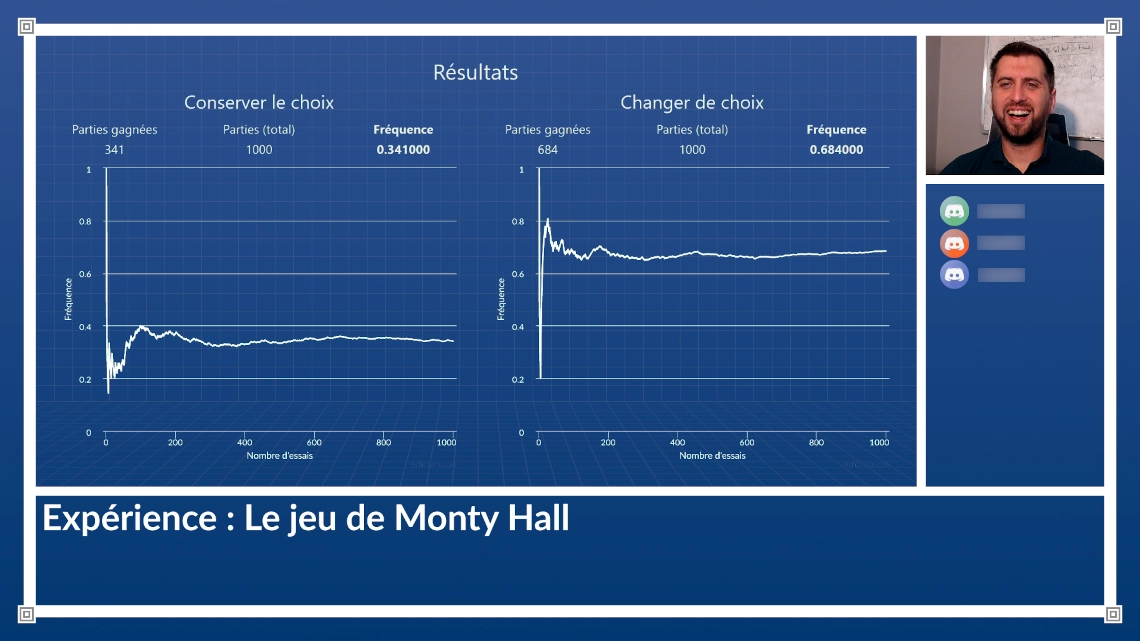 Résultats
Conserver le choix
Parties gagnées Parties (total) Fréquence
341 1000 0.341000
1
0.8
0.6
0.4
0.2
0
Fréquence
0 200 400 600 800 1000
Nombre d'essais
Changer de choix
Parties gagnées Parties (total) Fréquence
684 1000 0.684000
1
0.8
0.6
0.4
0.2
0
Fréquence
0 200 400 600 800 1000
Nombre d'essais
Expérience : Le jeu de Monty Hall